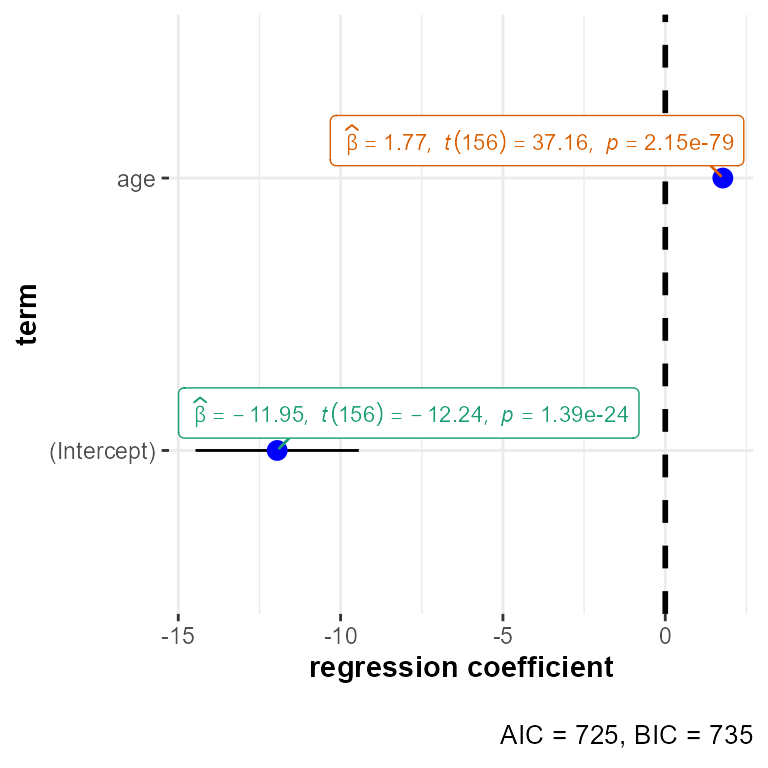 β̂ = 1.77, t(156) = 37.16, p = 2.15e-79
age
term
β̂ = − 11.95, t(156) = − 12.24, p = 1.39e-24
(Intercept)
-15 -10 -5 0
regression coefficient
AIC = 725, BIC = 735